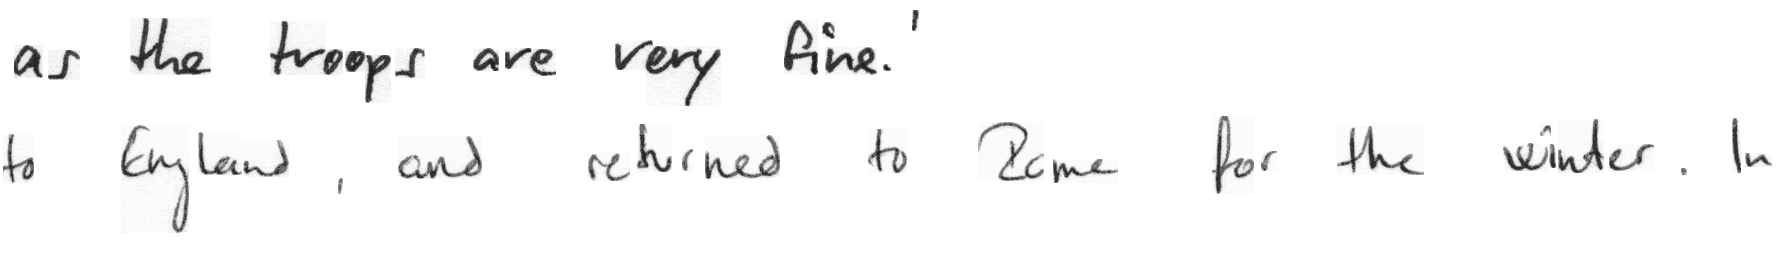 as the troops are very fine.'
to England, and returned to Rome for the winter. In